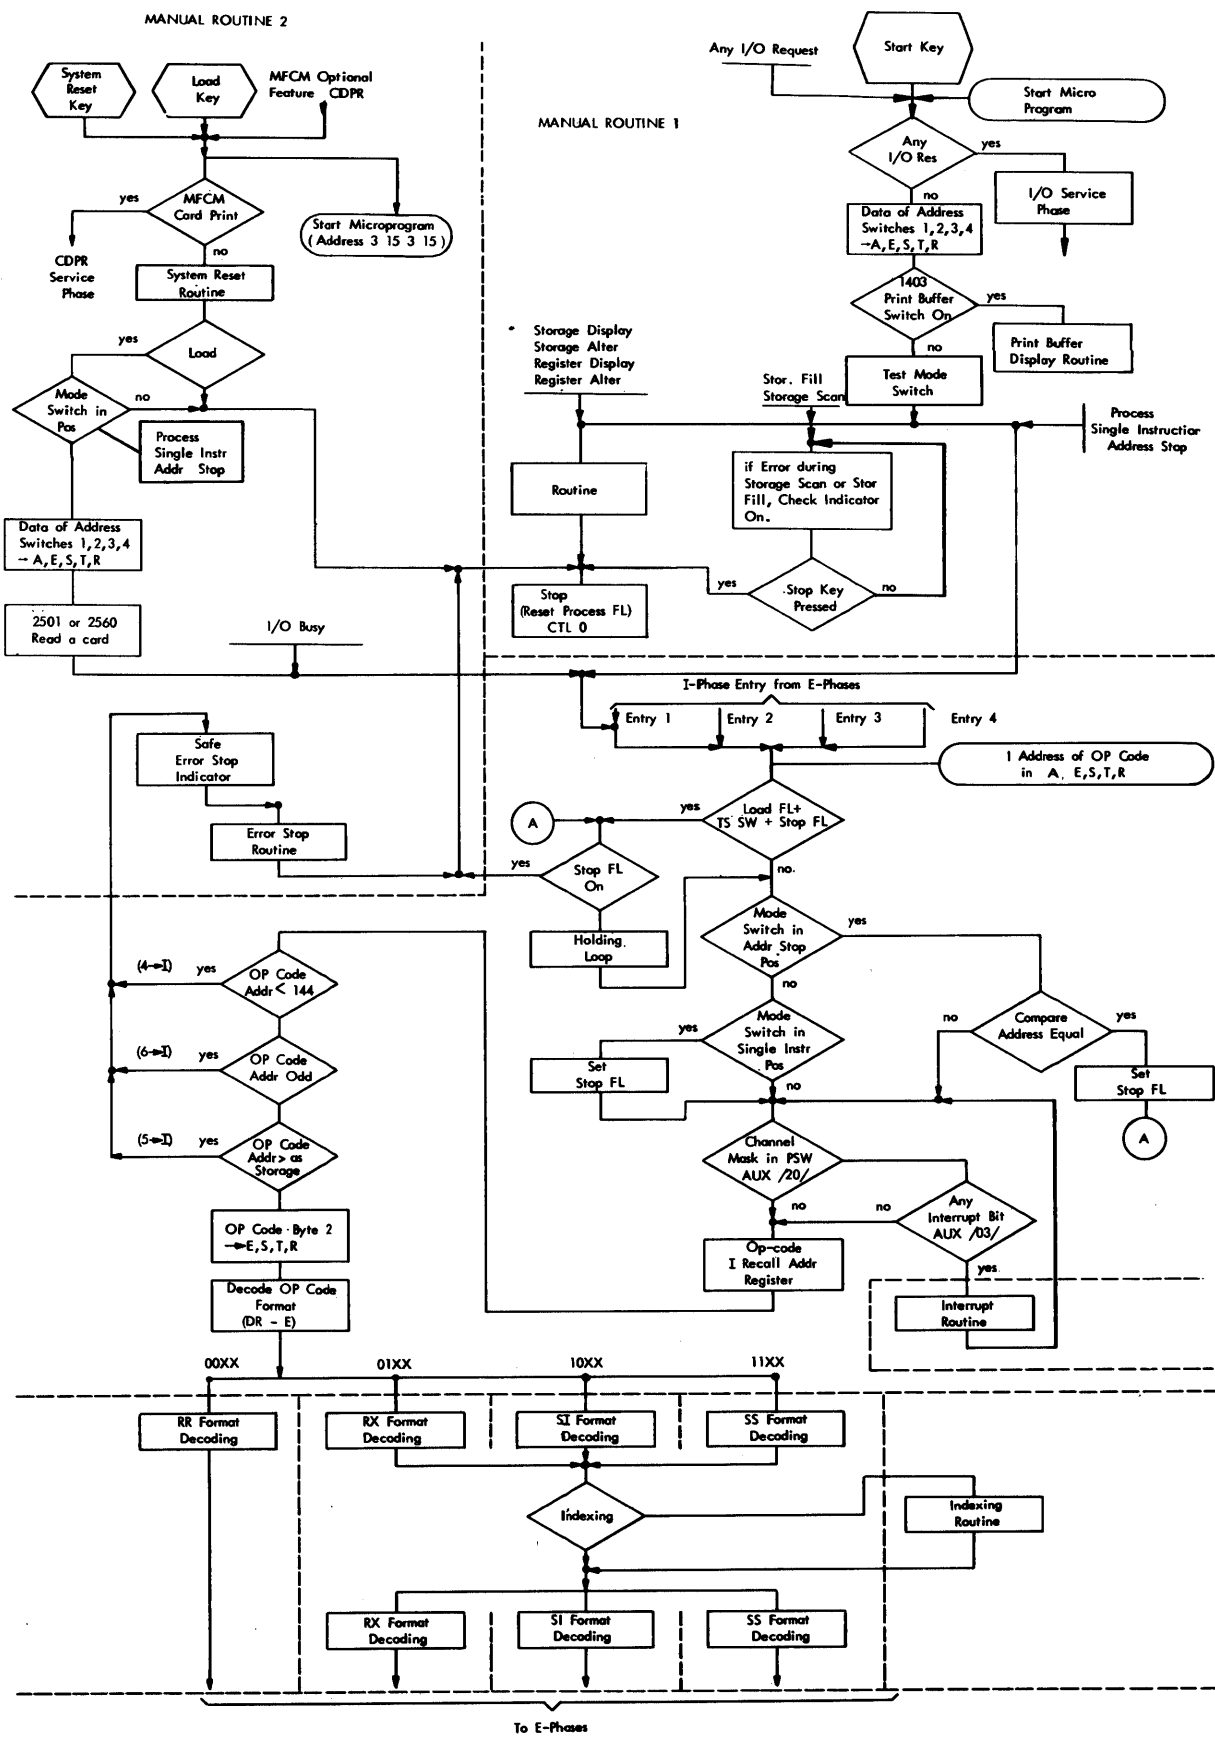 MANUAL ROUTINE 2
System
Reset
Key
Load
Key
MFCM Optional
Feature CDPR
MFCM
Card Print
yes
no
CDPR
Service
Phase
Start Microprogram
( Address 3 15 3 15 )
System Reset
Routine
Load
yes
Mode
Switch in
Pos
no
Process
Single Instr
Addr Stop
Data of Address
Switches 1,2,3,4
→ A,E,S,T,R
2501 or 2560
Read a card
I/O Busy
MANUAL ROUTINE 1
Any I/O Request
Start Key
Start Micro
Program
Any
I/O Res
yes
no
I/O Service
Phase
Data of Address
Switches 1,2,3,4
→A,E,S,T,R
1403
Print Buffer
Switch On
yes
no
Print Buffer
Display Routine
Storage Display
Storage Alter
Register Display
Register Alter
Stor. Fill
Storage Scan
Test Mode
Switch
Process
Single Instruction
Address Stop
Routine
if Error during
Storage Scan or Stor
Fill, Check Indicator
On.
Stop
(Reset Process FL)
CTL 0
yes
Stop Key
Pressed
no
I-Phase Entry from E-Phases
Entry 1
Entry 2
Entry 3
Entry 4
1 Address of OP Code
in A, E,S,T,R
Safe
Error Stop
Indicator
Error Stop
Routine
A
yes
Load FL+
TS SW + Stop FL
no.
yes
Stop FL
On
Holding
Loop
Mode
Switch in
Addr Stop
Pos
yes
no
Compare
Address Equal
no
yes
Set
Stop FL
A
Mode
Switch in
Single Instr
Pos
yes
no
Set
Stop FL
Channel
Mask in PSW
AUX /20/
no
Any
Interrupt Bit
AUX /03/
no
yes
Interrupt
Routine
Op-code
I Recall Addr
Register
(4→I)
yes
OP Code
Addr < 144
(6→I)
yes
OP Code
Addr Odd
(5→I)
yes
OP Code
Addr> as
Storage
OP Code Byte 2
→E,S,T,R
Decode OP Code
Format
(DR - E)
00XX
01XX
10XX
11XX
RR Format
Decoding
RX Format
Decoding
SI Format
Decoding
SS Format
Decoding
Indexing
Indexing
Routine
RX Format
Decoding
SI Format
Decoding
SS Format
Decoding
To E-Phases